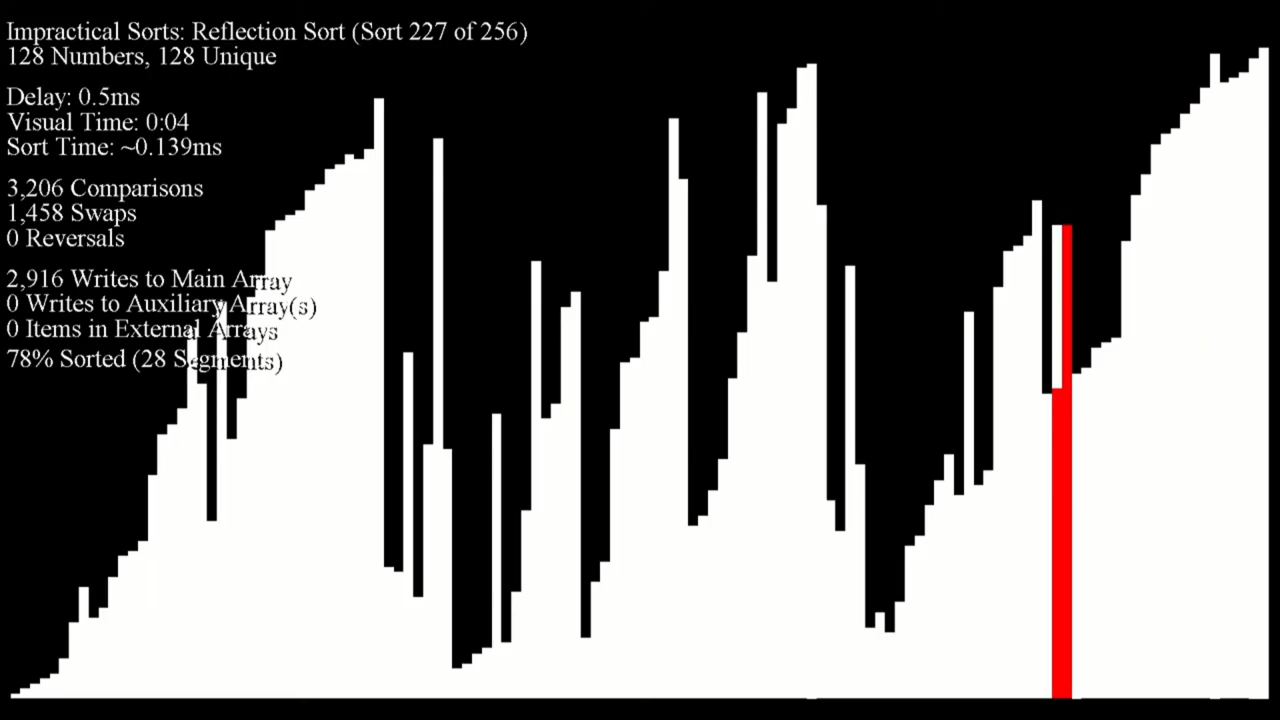 Impractical Sorts: Reflection Sort (Sort 227 of 256)
128 Numbers, 128 Unique
Delay: 0.5ms
Visual Time: 0:04
Sort Time: ~0.139ms
3,206 Comparisons
1,458 Swaps
0 Reversals
2,916 Writes to Main Array
0 Writes to Auxiliary Array(s)
0 Items in External Arrays
78% Sorted (28 Segments)